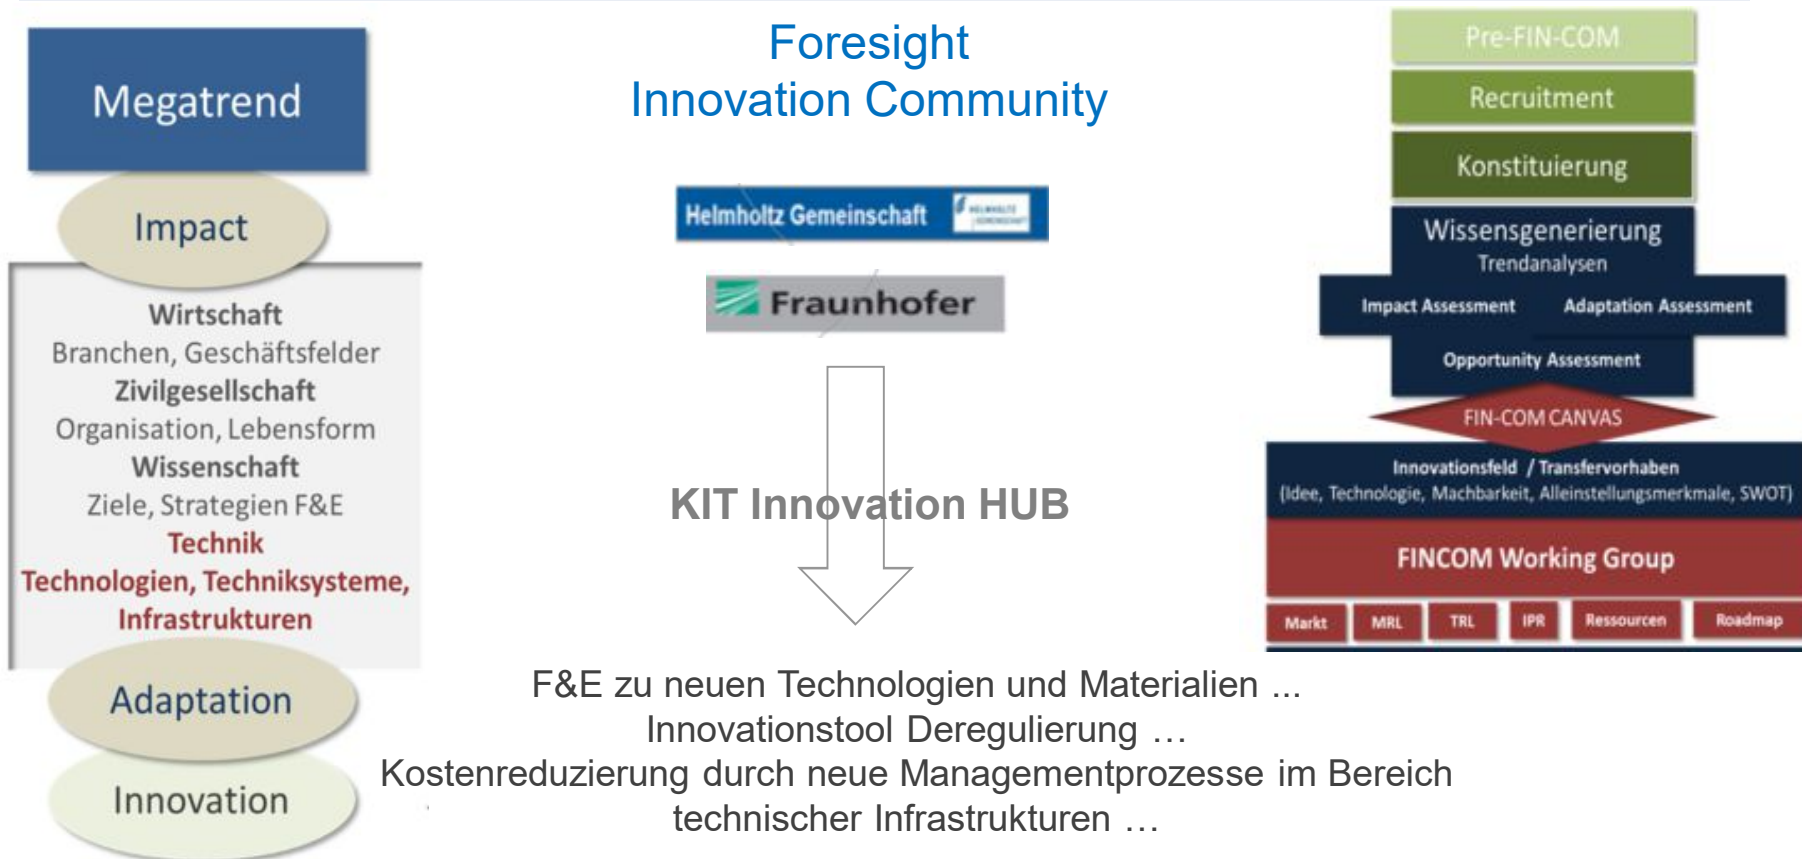 Megatrend
Impact
Wirtschaft
Branchen, Geschäftsfelder
Zivilgesellschaft
Organisation, Lebensform
Wissenschaft
Ziele, Strategien F&E
Technik
Technologien, Techniksysteme,
Infrastrukturen
Adaptation
Innovation
Foresight
Innovation Community
Helmholtz Gemeinschaft
HELMHOLTZ
GEMEINSCHAFT
Fraunhofer
KIT Innovation HUB
F&E zu neuen Technologien und Materialien ...
Innovationstool Deregulierung …
Kostenreduzierung durch neue Managementprozesse im Bereich
technischer Infrastrukturen …
Pre-FIN-COM
Recruitment
Konstituierung
Wissensgenerierung
Trendanalysen
Impact Assessment Adaptation Assessment
Opportunity Assessment
FIN-COM CANVAS
Innovationsfeld / Transfervorhaben
(Idee, Technologie, Machbarkeit, Alleinstellungsmerkmale, SWOT)
FINCOM Working Group
Markt MRL TRL IPR Ressourcen Roadmap